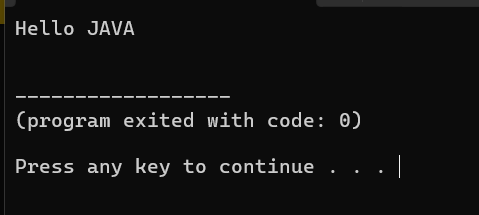 Hello JAVA
------------------
(program exited with code: 0)
Press any key to continue . . .